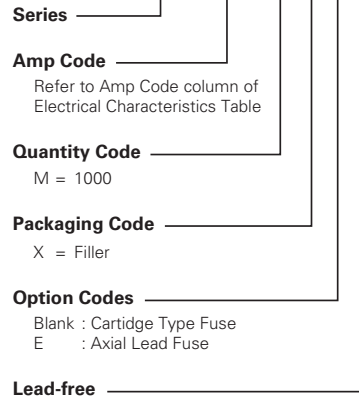 Series
Amp Code
Refer to Amp Code column of
Electrical Characteristics Table
Quantity Code
M = 1000
Packaging Code
X = Filler
Option Codes
Blank : Cartidge Type Fuse
E : Axial Lead Fuse
Lead-free